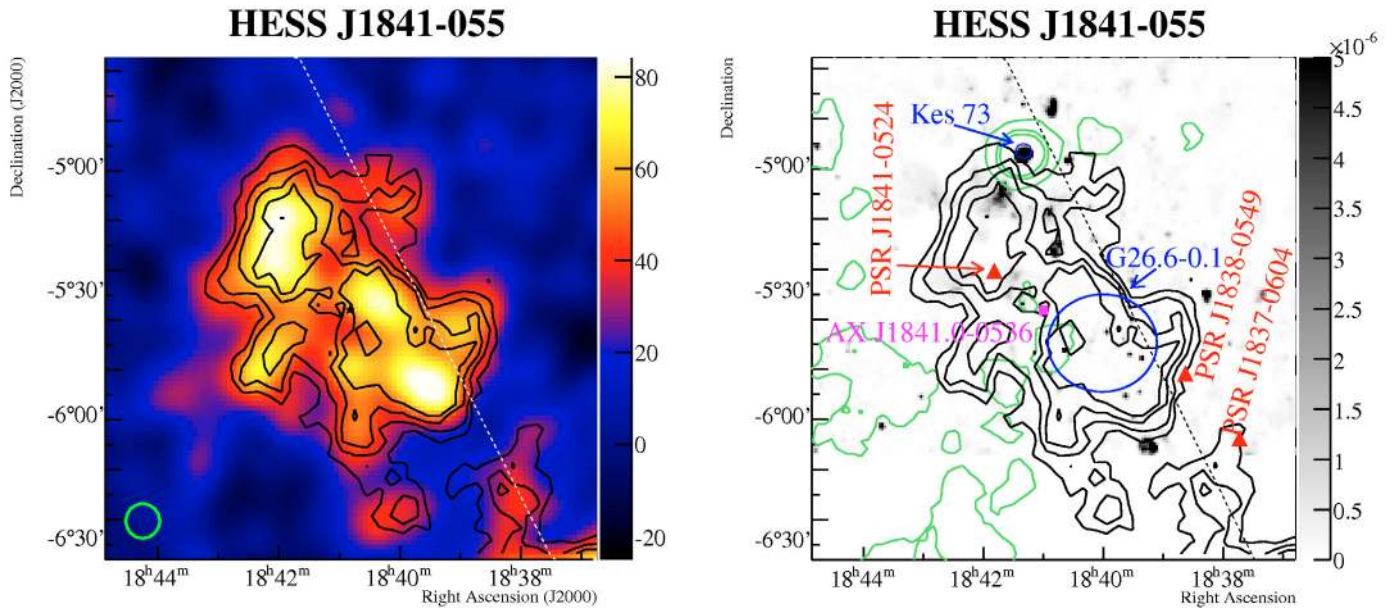 HESS J1841-055
Declination (J2000)
-5°00'
-5°30'
-6°00'
-6°30'
18ʰ44ᵐ
18ʰ42ᵐ
18ʰ40ᵐ
18ʰ38ᵐ
Right Ascension (J2000)
80
60
40
20
0
-20
HESS J1841-055
Declination
-5°00'
-5°30'
-6°00'
-6°30'
18ʰ44ᵐ
18ʰ42ᵐ
18ʰ40ᵐ
18ʰ38ᵐ
Right Ascension
Kes 73
PSR J1841-0524
G26.6-0.1
AX J1841.0-0536
PSR J1838-0549
PSR J1837-0604
×10⁻⁶
5
4.5
4
3.5
3
2.5
2
1.5
1
0.5
0